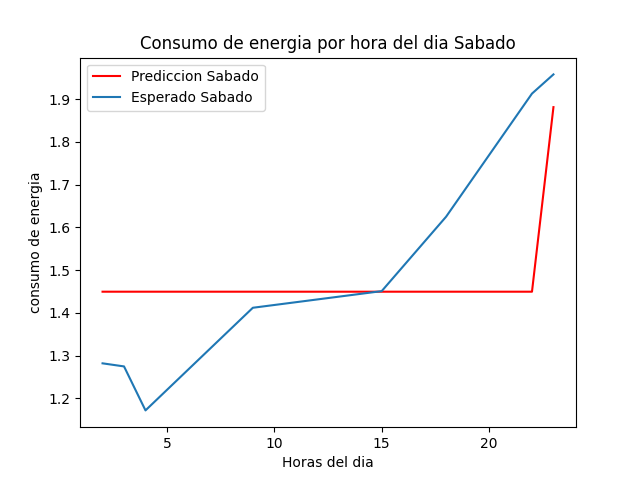 Consumo de energia por hora del dia Sabado
Prediccion Sabado
Esperado Sabado
consumo de energia
1.9
1.8
1.7
1.6
1.5
1.4
1.3
1.2
5 10 15 20
Horas del dia